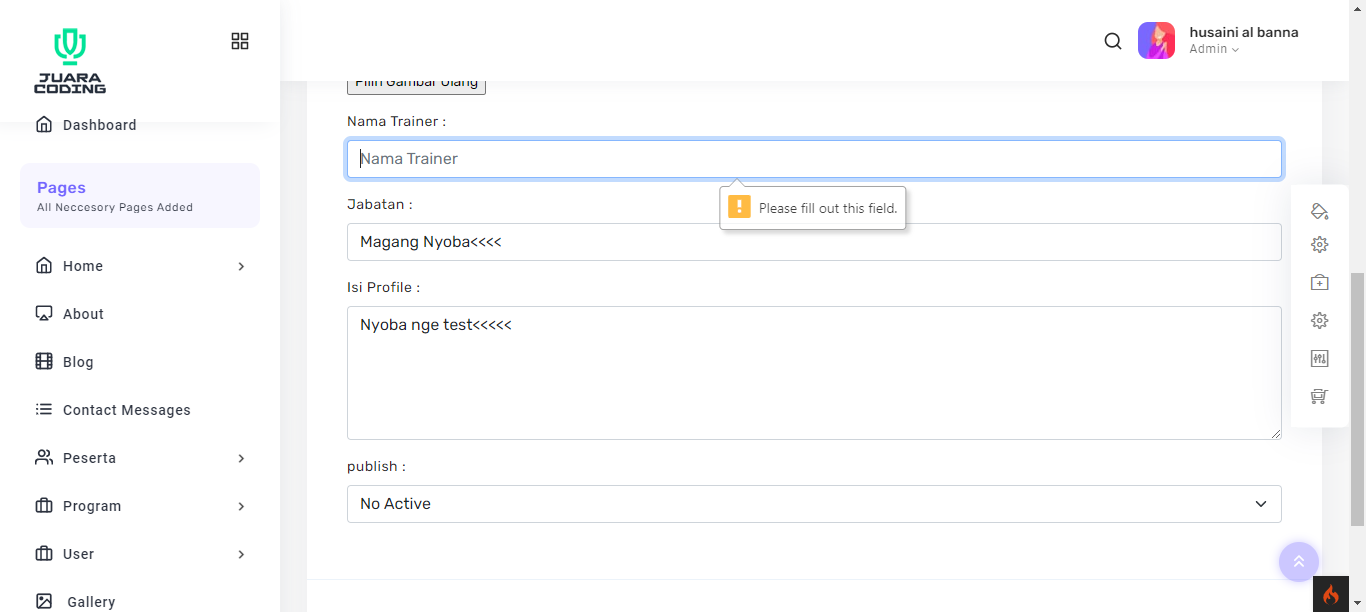 JUARA
CODING
husaini al banna
Admin
Dashboard
Pages
All Neccesory Pages Added
Home
About
Blog
Contact Messages
Peserta
Program
User
Gallery
Pilih Gambar Ulang
Nama Trainer :
Nama Trainer
Please fill out this field.
Jabatan :
Magang Nyoba<<<<
Isi Profile :
Nyoba nge test<<<<<
publish :
No Active